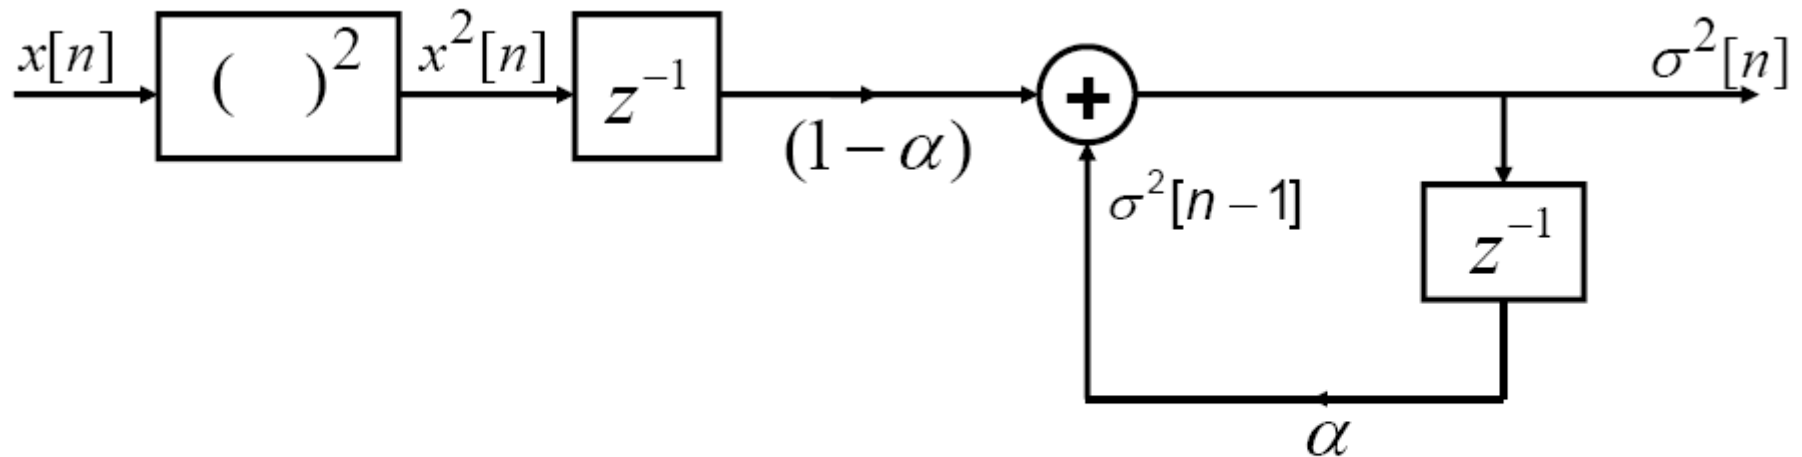 x[n]
( )²
x²[n]
z⁻¹
(1 − α)
+
σ²[n]
σ²[n − 1]
z⁻¹
α